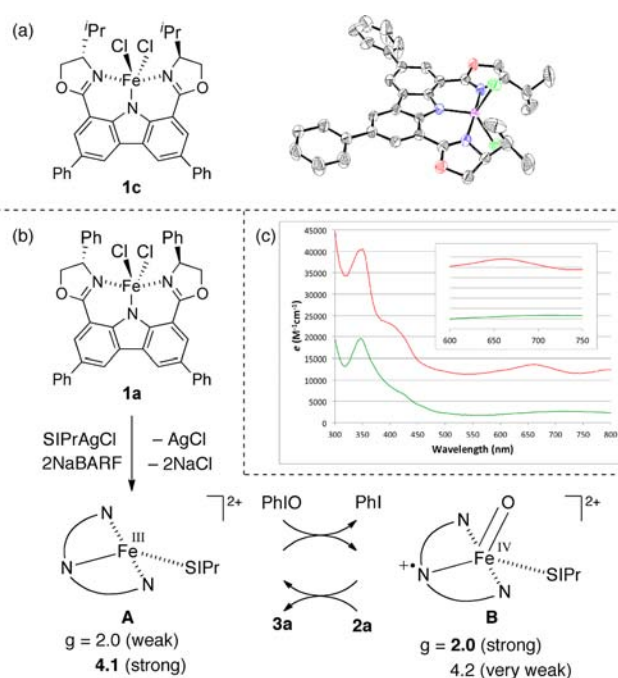 (a)
iPr
iPr
Cl Cl
Fe
N N
O O
N
Ph Ph
1c
(b)
Ph Cl Cl Ph
Fe
N N
O O
N
Ph Ph
1a
(c)
45000
40000
35000
30000
25000
20000
15000
10000
5000
0
e (M-1cm-1)
300 350 400 450 500 550 600 650 700 750 800
Wavelength (nm)
600 650 700 750
SIPrAgCl – AgCl
2NaBARF – 2NaCl
2+
N
III
Fe
N
SIPr
N
A
g = 2.0 (weak)
4.1 (strong)
PhIO PhI
3a 2a
2+
O
N
IV
Fe
+• N
SIPr
N
B
g = 2.0 (strong)
4.2 (very weak)